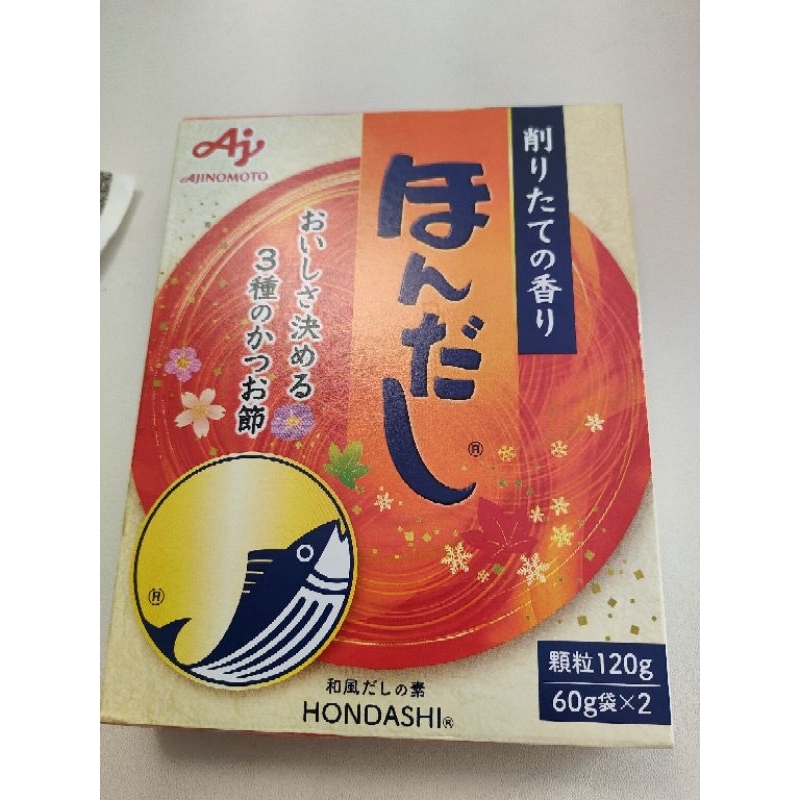 Aj
AJINOMOTO
削りたての香り
ほんだし®
おいしさ決める
3種のかつお節
®
和風だしの素
HONDASHI®
顆粒120g
60g袋×2